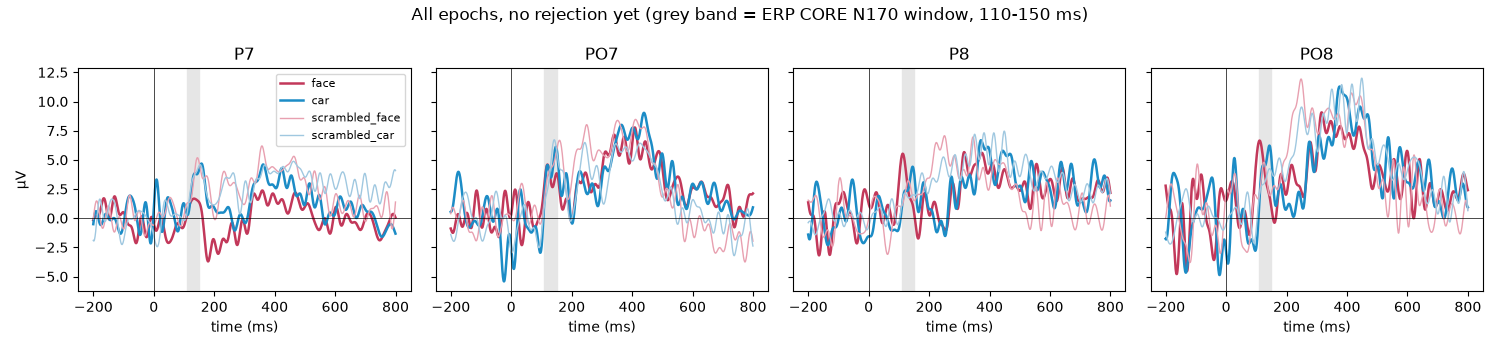 All epochs, no rejection yet (grey band = ERP CORE N170 window, 110-150 ms)
P7
PO7
P8
PO8
12.5
10.0
7.5
5.0
2.5
0.0
−2.5
−5.0
µV
face
car
scrambled_face
scrambled_car
−200 0 200 400 600 800
−200 0 200 400 600 800
−200 0 200 400 600 800
−200 0 200 400 600 800
time (ms)
time (ms)
time (ms)
time (ms)